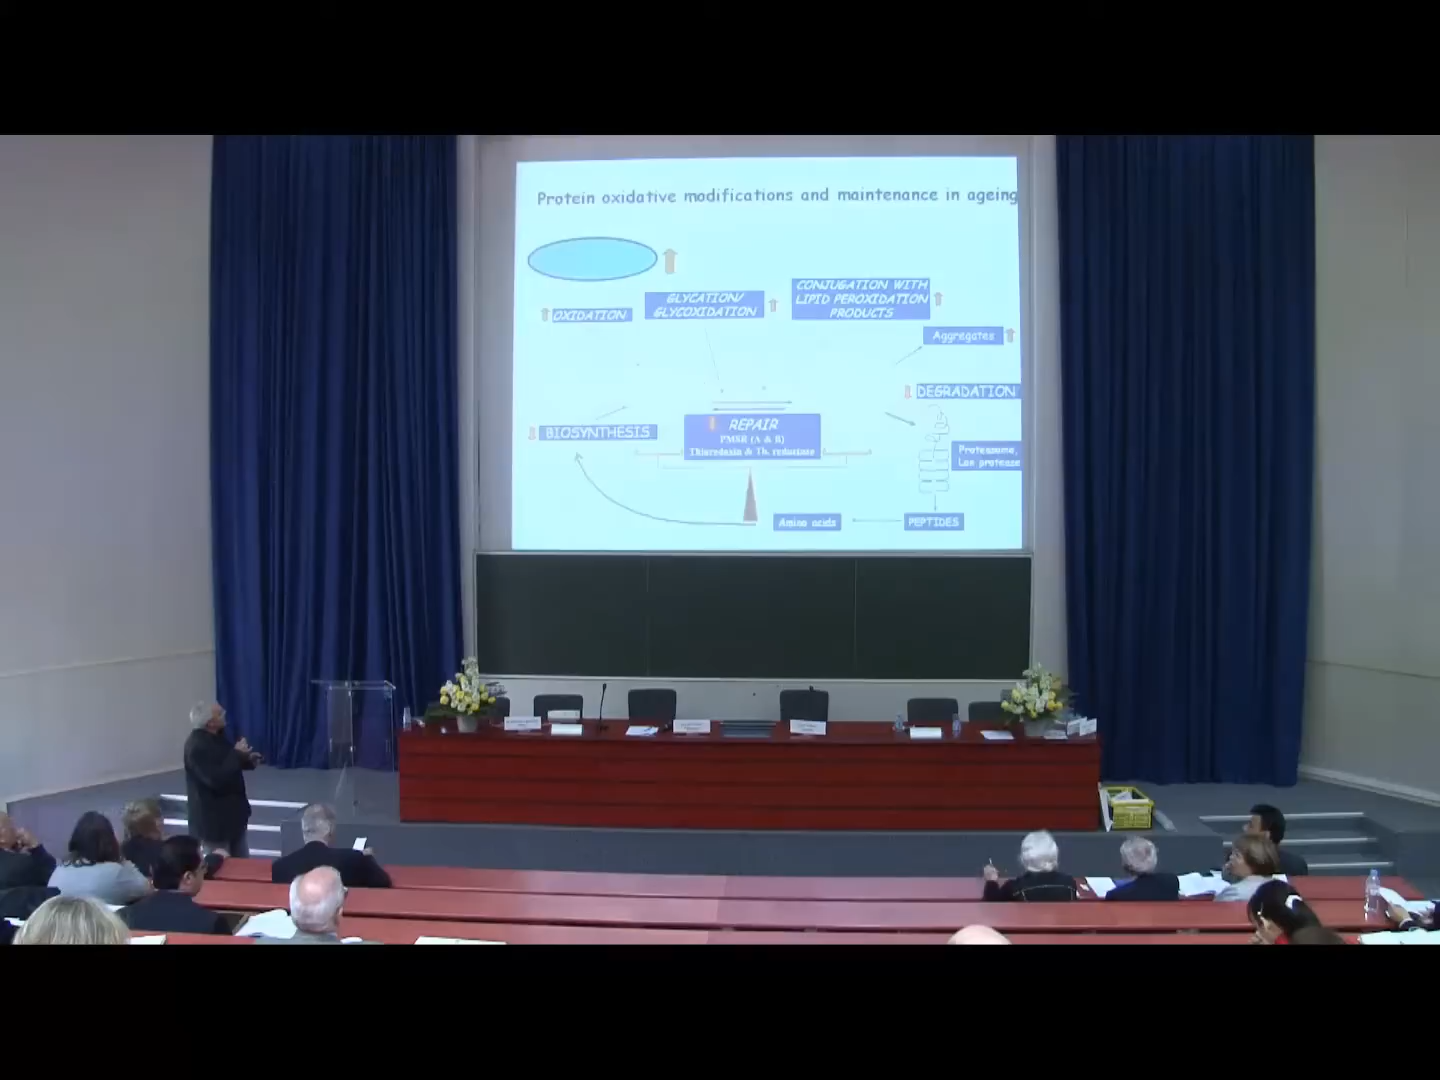 Protein oxidative modifications and maintenance in ageing
GLYCATION/
GLYCOXIDATION
CONJUGATION WITH
LIPID PEROXIDATION
PRODUCTS
OXIDATION
Aggregates
DEGRADATION
BIOSYNTHESIS
REPAIR
PMSR (A & B)
Thioredoxin & Th. reductase
Proteasome,
Lon protease
Amino acids
PEPTIDES